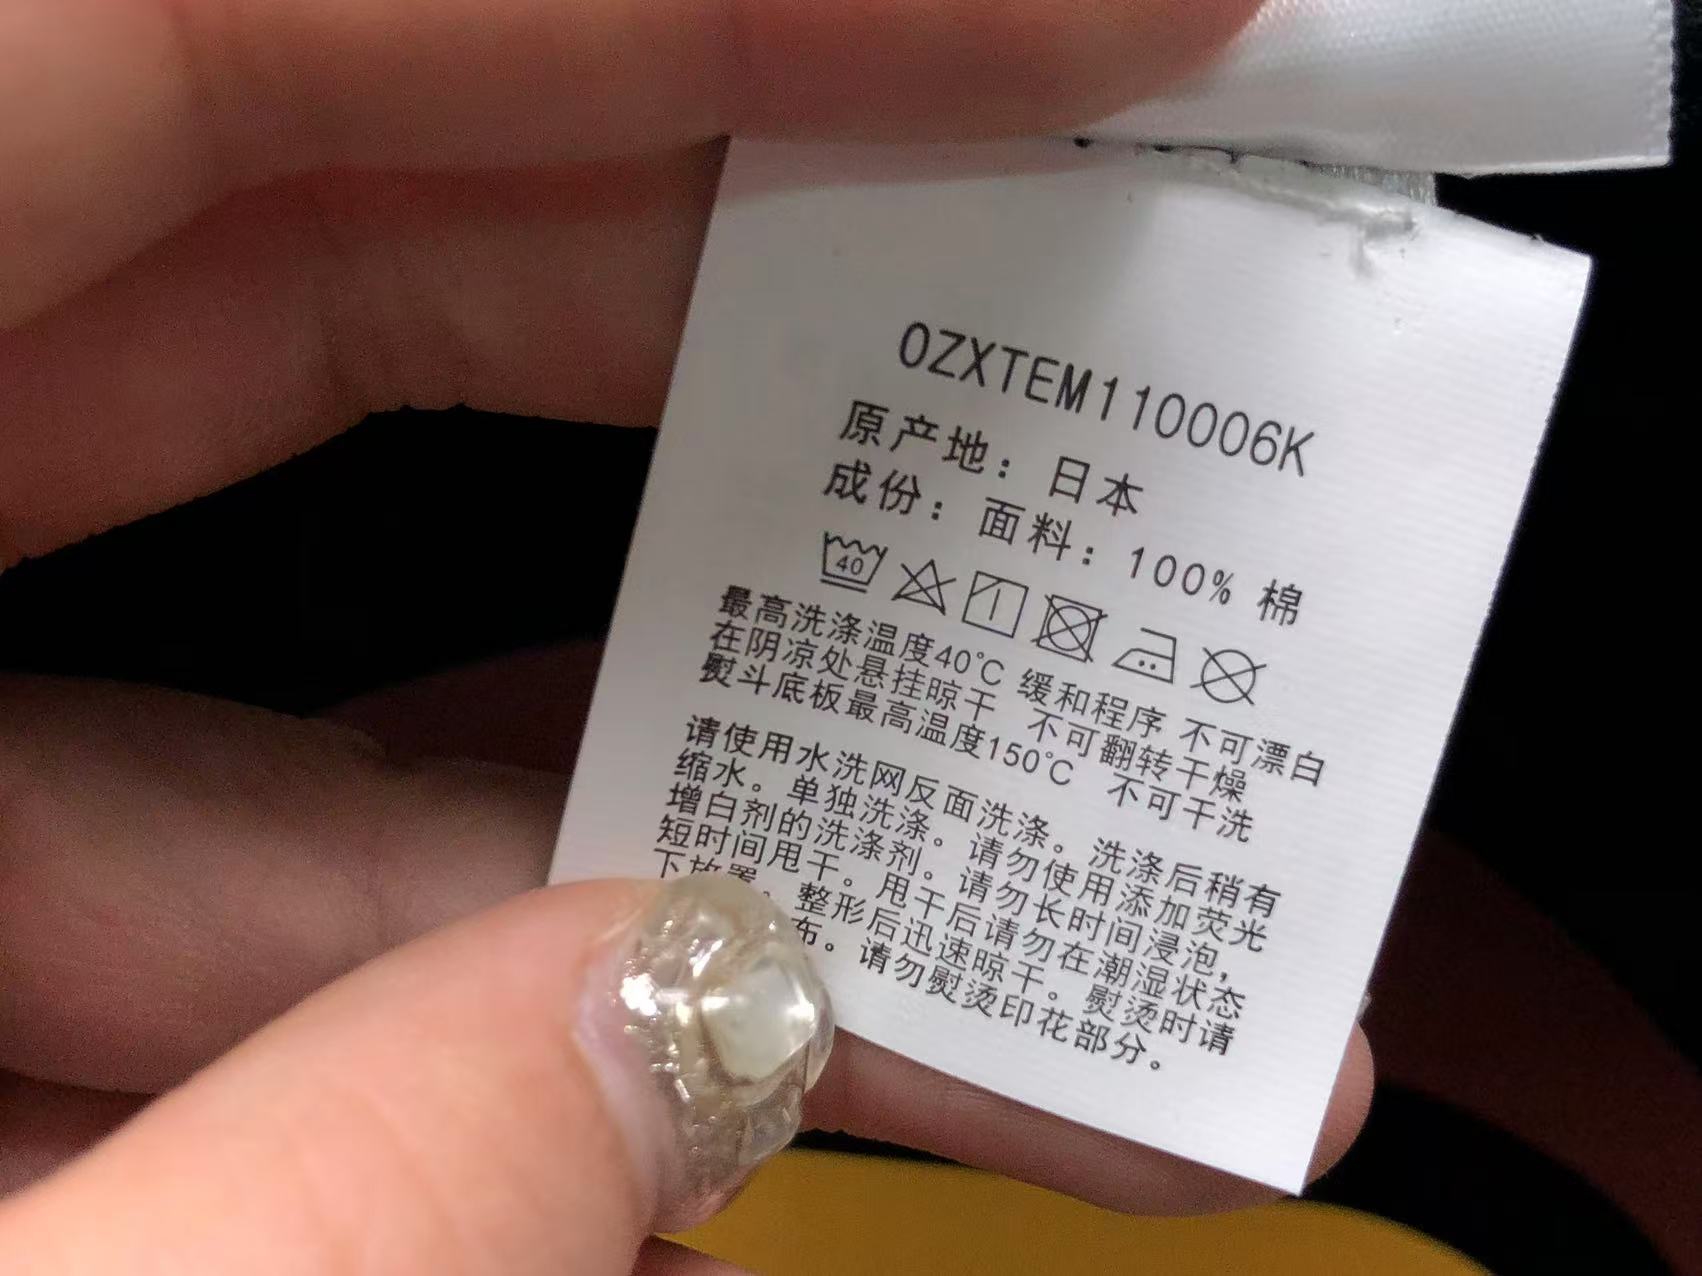 0ZXTEM110006K
原产地：日本
成份：面料：100% 棉
40
最高洗涤温度40℃ 缓和程序 不可漂白
在阴凉处悬挂晾干 不可翻转干燥
熨斗底板最高温度150℃ 不可干洗
请使用水洗网反面洗涤。洗涤后稍有
缩水。单独洗涤。请勿使用添加荧光
增白剂的洗涤剂。请勿长时间浸泡，
短时间甩干。甩干后请勿在潮湿状态
下放置。整形后迅速晾干。熨烫时请
布。请勿熨烫印花部分。